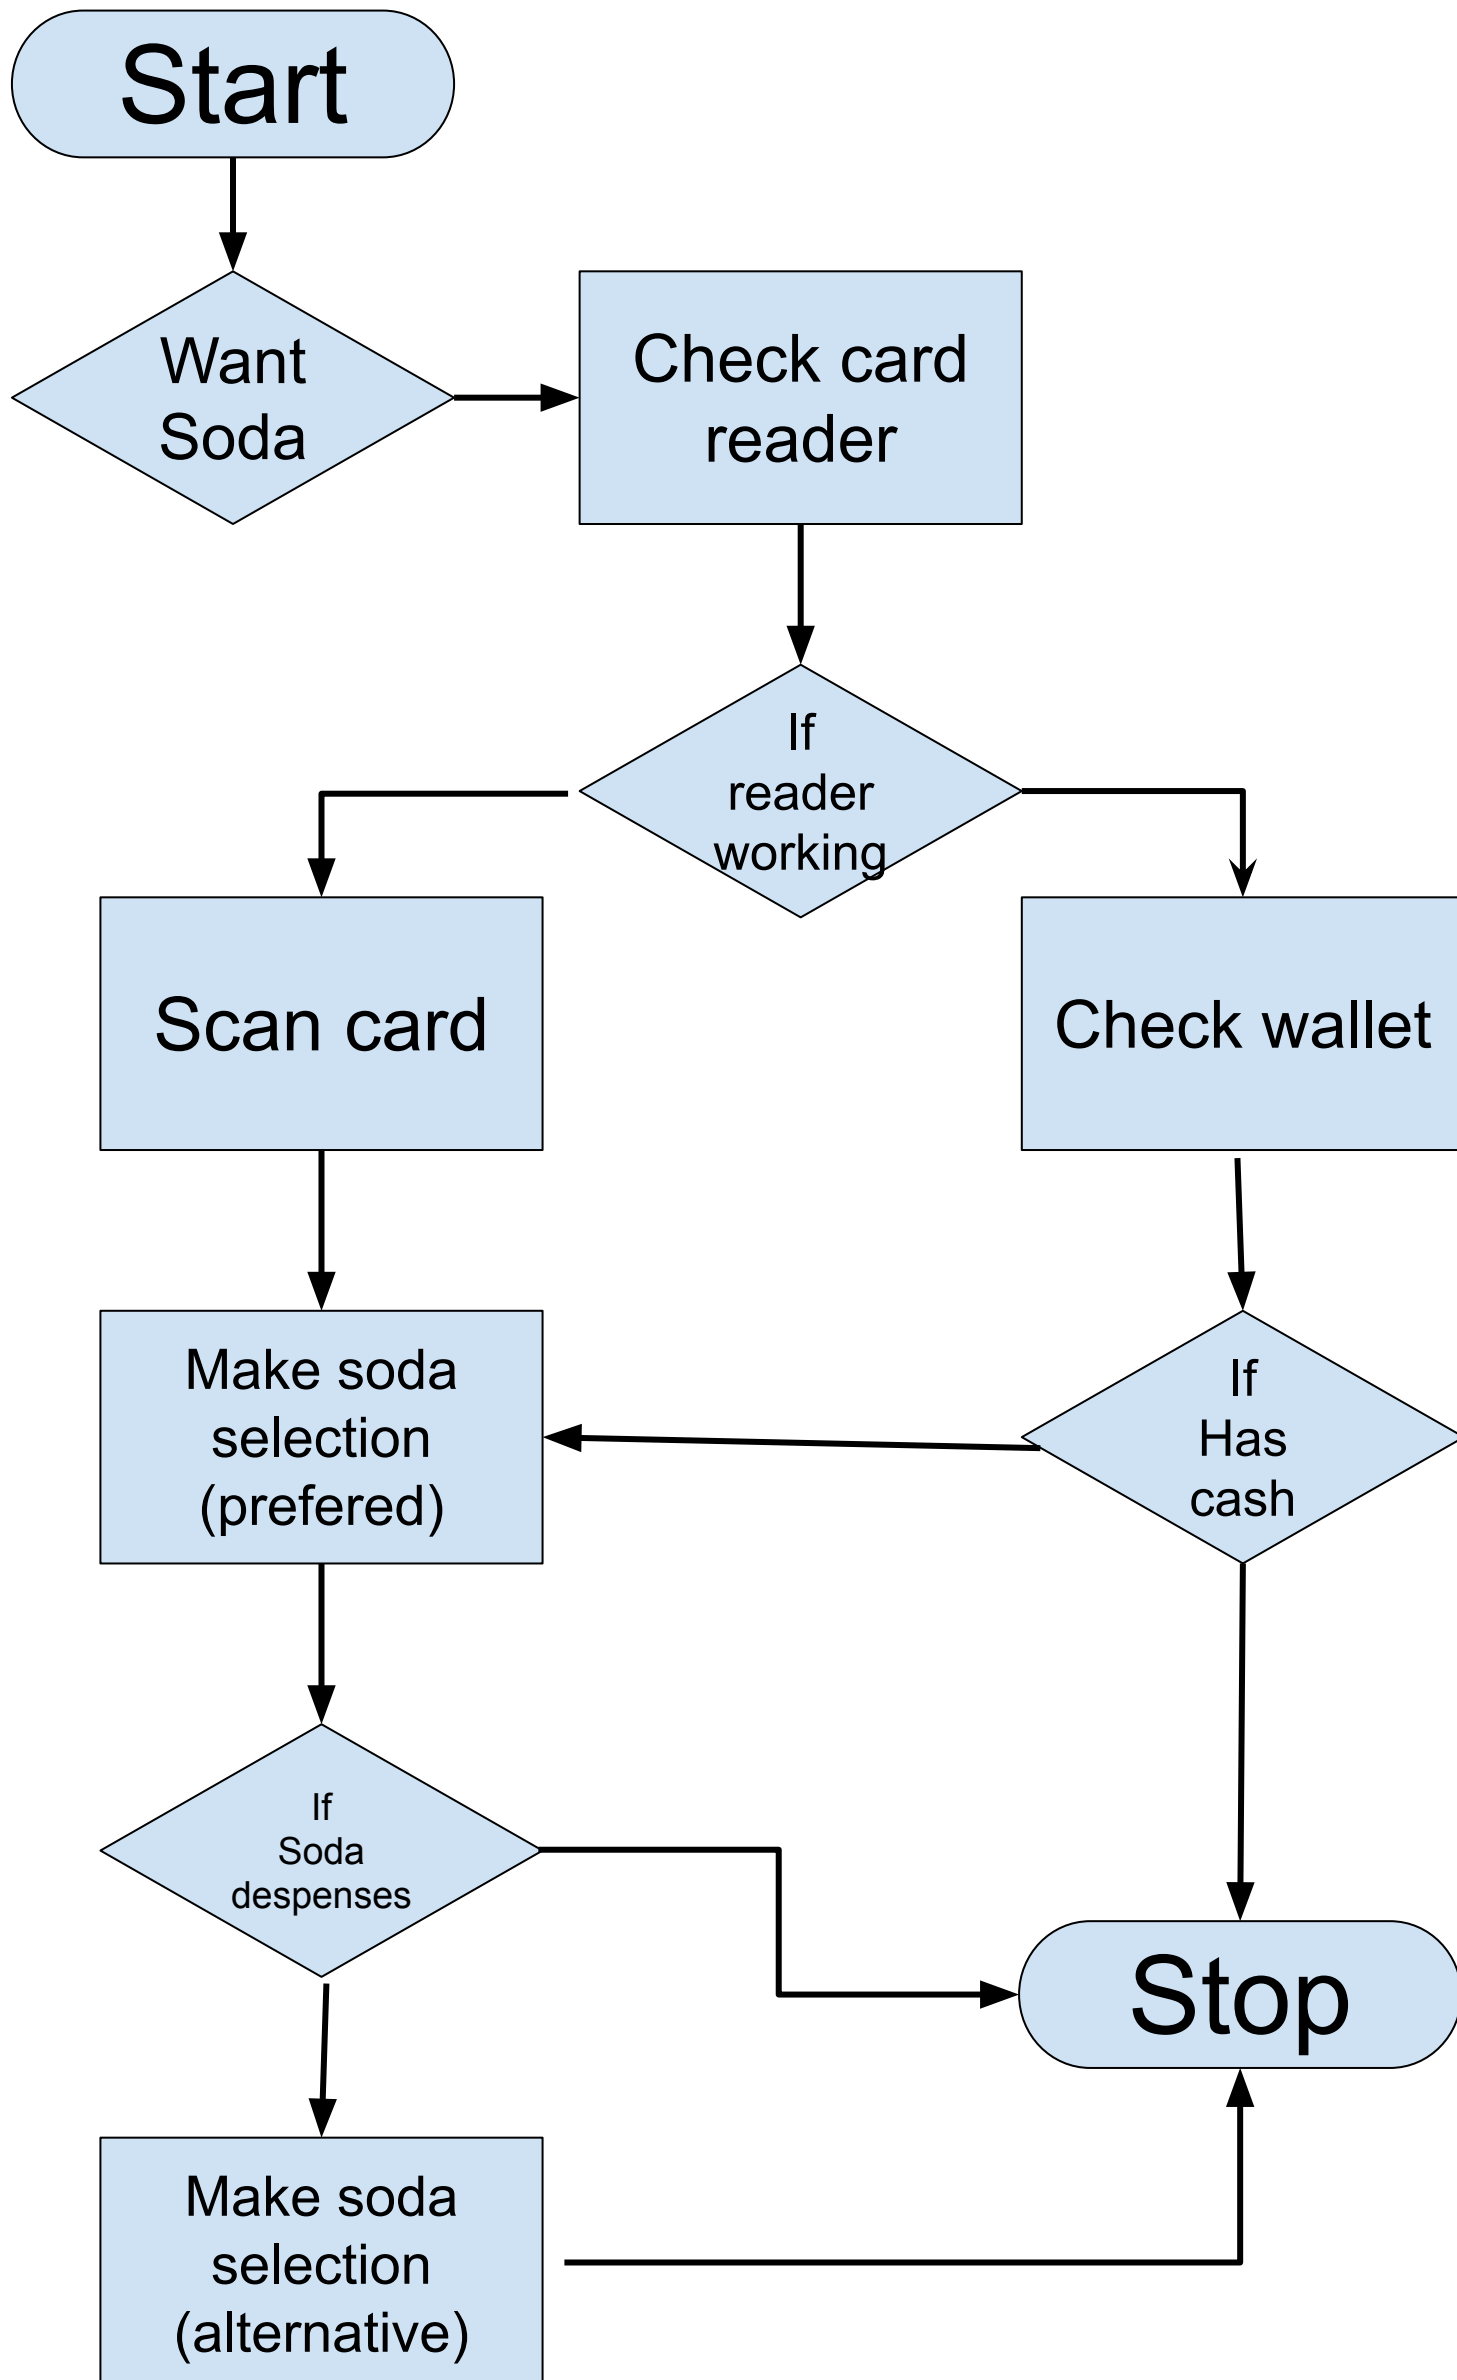 Start
Want
Soda
Check card
reader
If
reader
working
Scan card
Check wallet
Make soda
selection
(prefered)
If
Has
cash
If
Soda
despenses
Stop
Make soda
selection
(alternative)